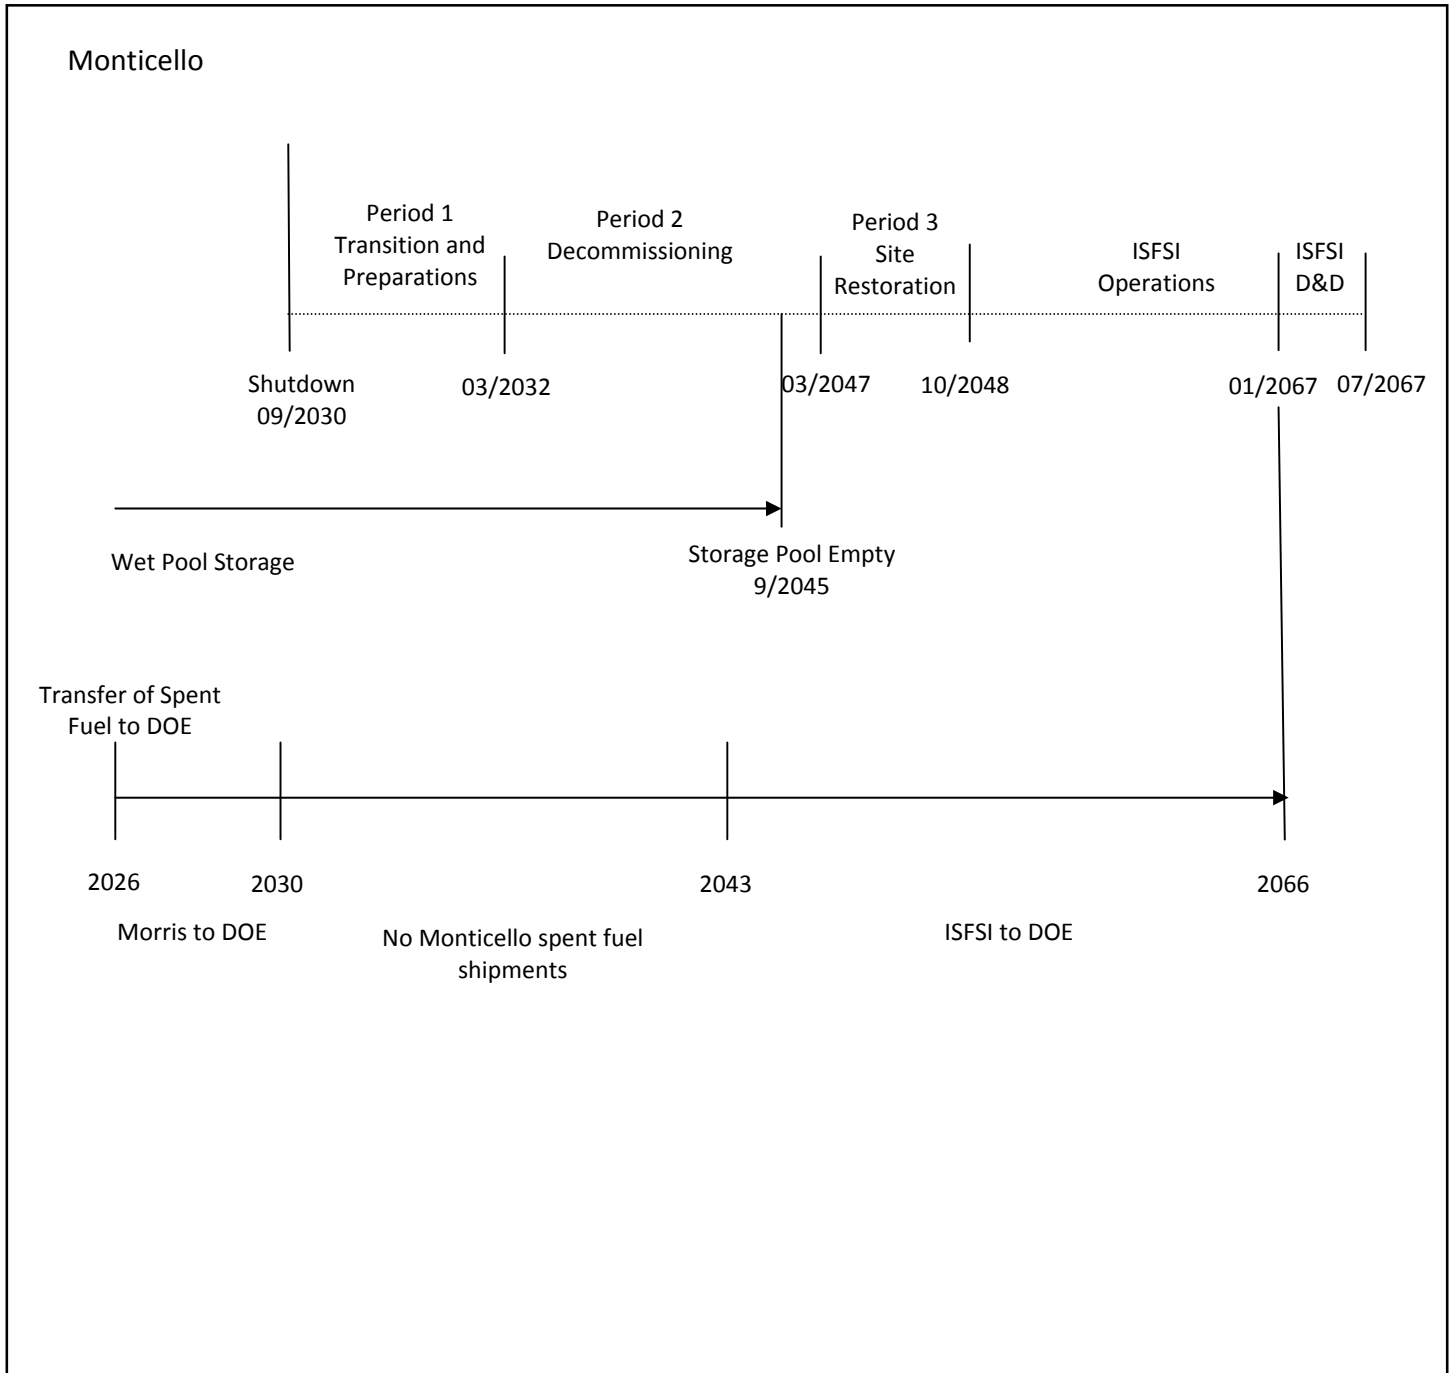 Monticello
Period 1
Transition and
Preparations
Period 2
Decommissioning
Period 3
Site
Restoration
ISFSI
Operations
ISFSI
D&D
Shutdown
09/2030
03/2032
03/2047
10/2048
01/2067
07/2067
Wet Pool Storage
Storage Pool Empty
9/2045
Transfer of Spent
Fuel to DOE
2026
2030
2043
2066
Morris to DOE
No Monticello spent fuel
shipments
ISFSI to DOE